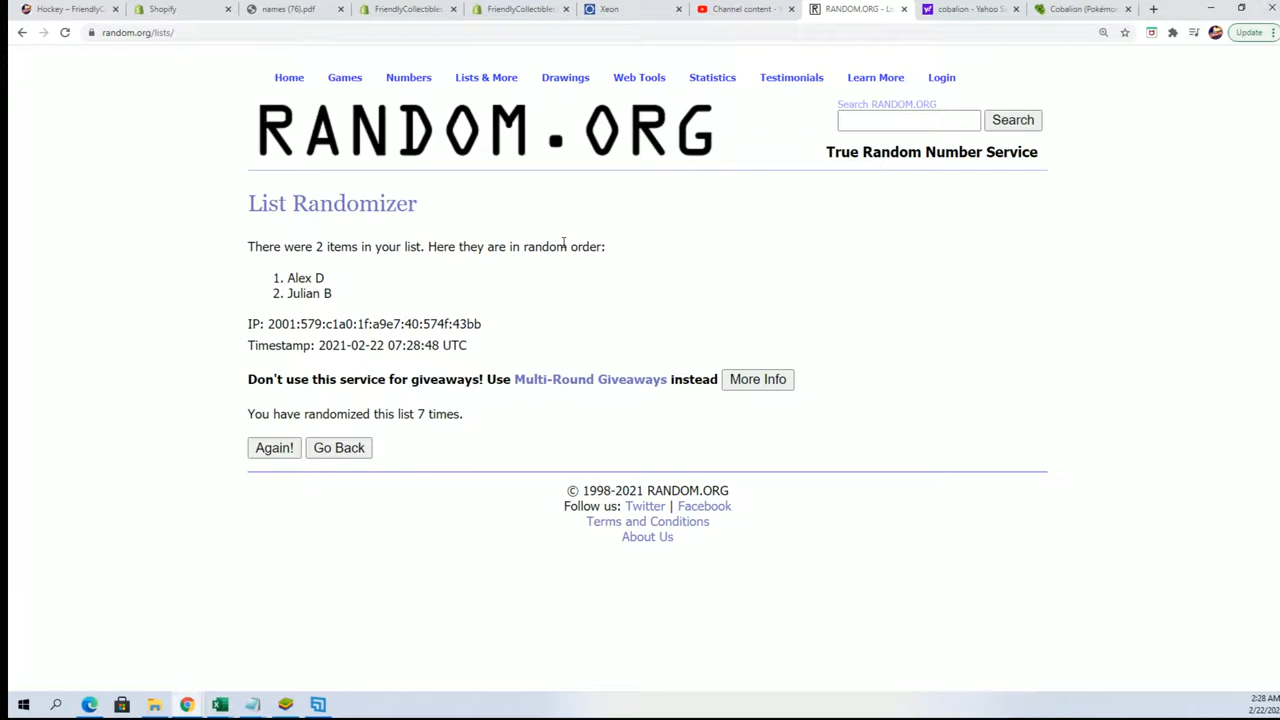 Hockey – FriendlyC
Shopify
names (76).pdf
FriendlyCollectibles
FriendlyCollectibles
Xeon
Channel content -
RANDOM.ORG - Li
cobalion - Yahoo S
Cobalion (Pokémo
random.org/lists/
Update
Home
Games
Numbers
Lists & More
Drawings
Web Tools
Statistics
Testimonials
Learn More
Login
RANDOM.ORG
Search RANDOM.ORG
Search
True Random Number Service
List Randomizer
There were 2 items in your list. Here they are in random order:
1. Alex D
2. Julian B
IP: 2001:579:c1a0:1f:a9e7:40:574f:43bb
Timestamp: 2021-02-22 07:28:48 UTC
Don't use this service for giveaways! Use Multi-Round Giveaways instead
More Info
You have randomized this list 7 times.
Again!
Go Back
© 1998-2021 RANDOM.ORG
Follow us: Twitter | Facebook
Terms and Conditions
About Us
2:28 AM
2/22/202